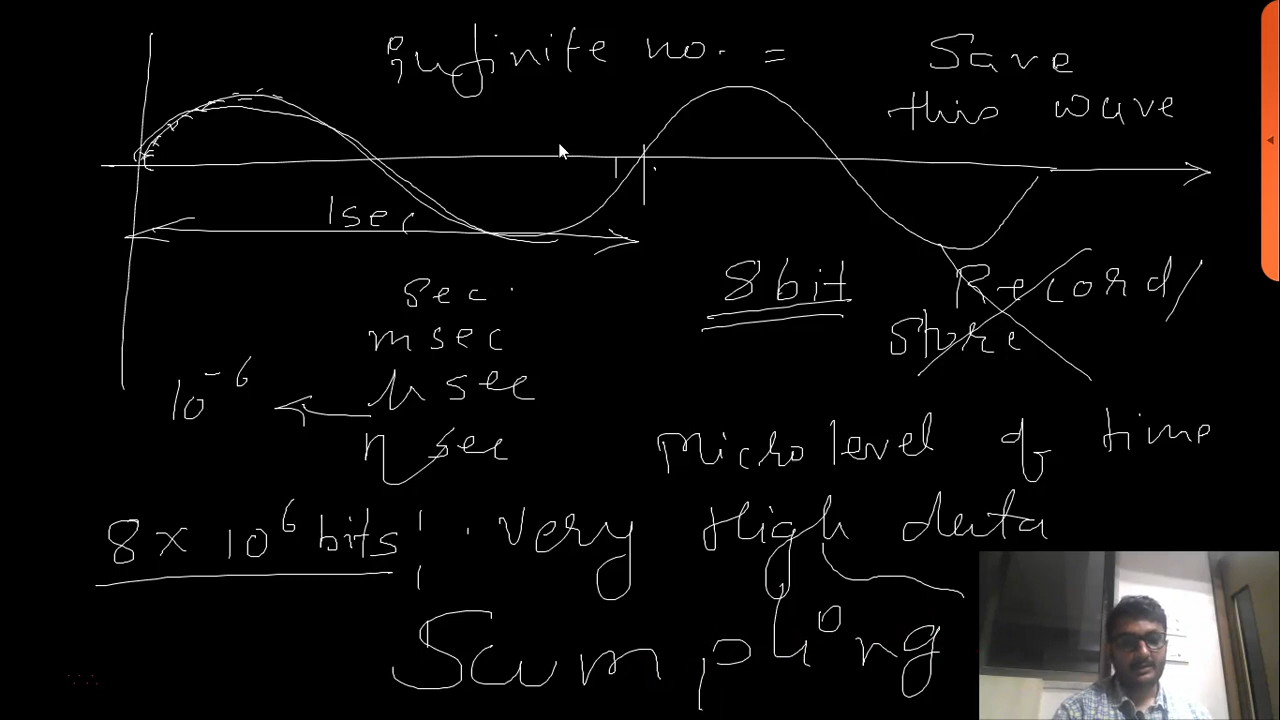 infinite no. = Save
this wave
1sec
8bit
Record/
Store
sec.
msec
μsec
10⁻⁶
ηsec
Micro level of time
8 x 10⁶ bits! . very High data
Sampling